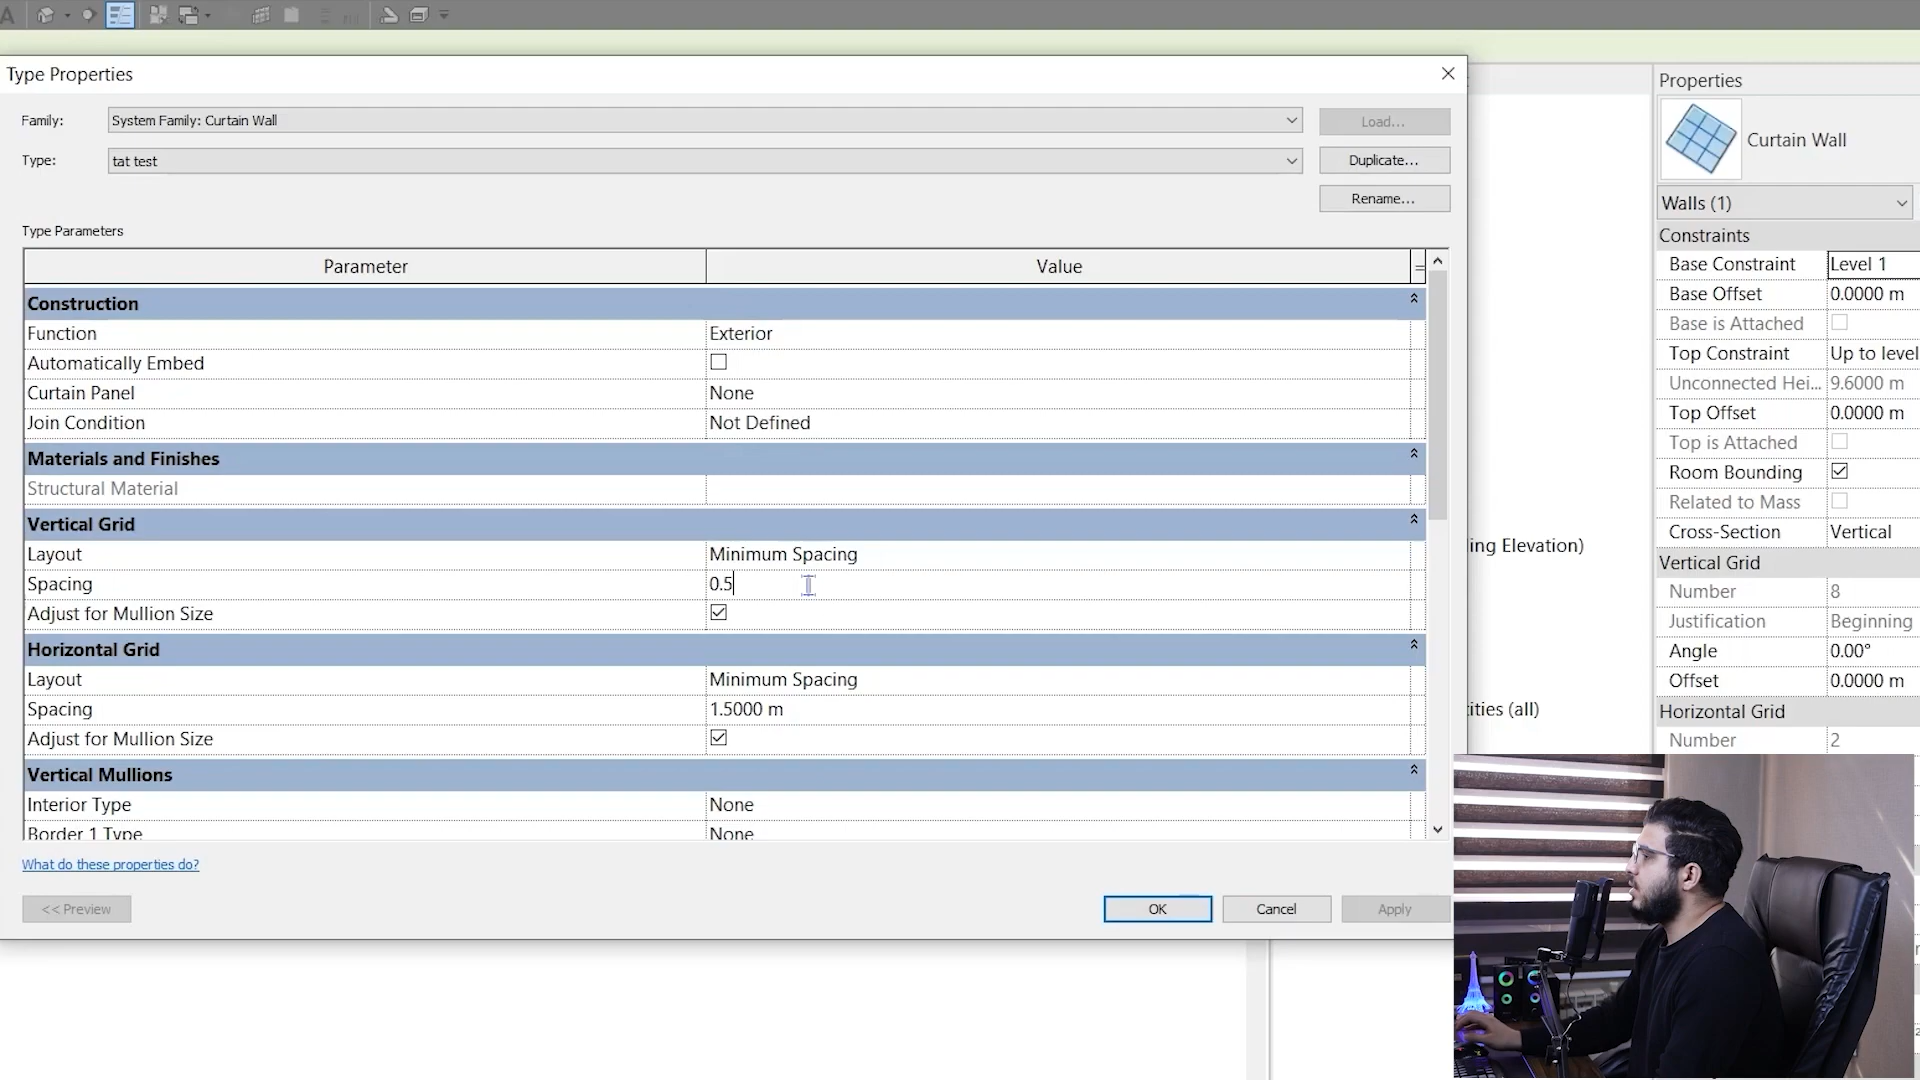 Type Properties
Family:
System Family: Curtain Wall
Load...
Type:
tat test
Duplicate...
Rename...
Type Parameters
Parameter
Value
=
Construction
Function
Exterior
Automatically Embed
Curtain Panel
None
Join Condition
Not Defined
Materials and Finishes
Structural Material
Vertical Grid
Layout
Minimum Spacing
Spacing
0.5
Adjust for Mullion Size
Horizontal Grid
Layout
Minimum Spacing
Spacing
1.5000 m
Adjust for Mullion Size
Vertical Mullions
Interior Type
None
Border 1 Type
None
What do these properties do?
<< Preview
OK
Cancel
Apply
ing Elevation)
ities (all)
Properties
Curtain Wall
Walls (1)
Constraints
Base Constraint
Level 1
Base Offset
0.0000 m
Base is Attached
Top Constraint
Up to level
Unconnected Hei...
9.6000 m
Top Offset
0.0000 m
Top is Attached
Room Bounding
Related to Mass
Cross-Section
Vertical
Vertical Grid
Number
8
Justification
Beginning
Angle
0.00°
Offset
0.0000 m
Horizontal Grid
Number
2